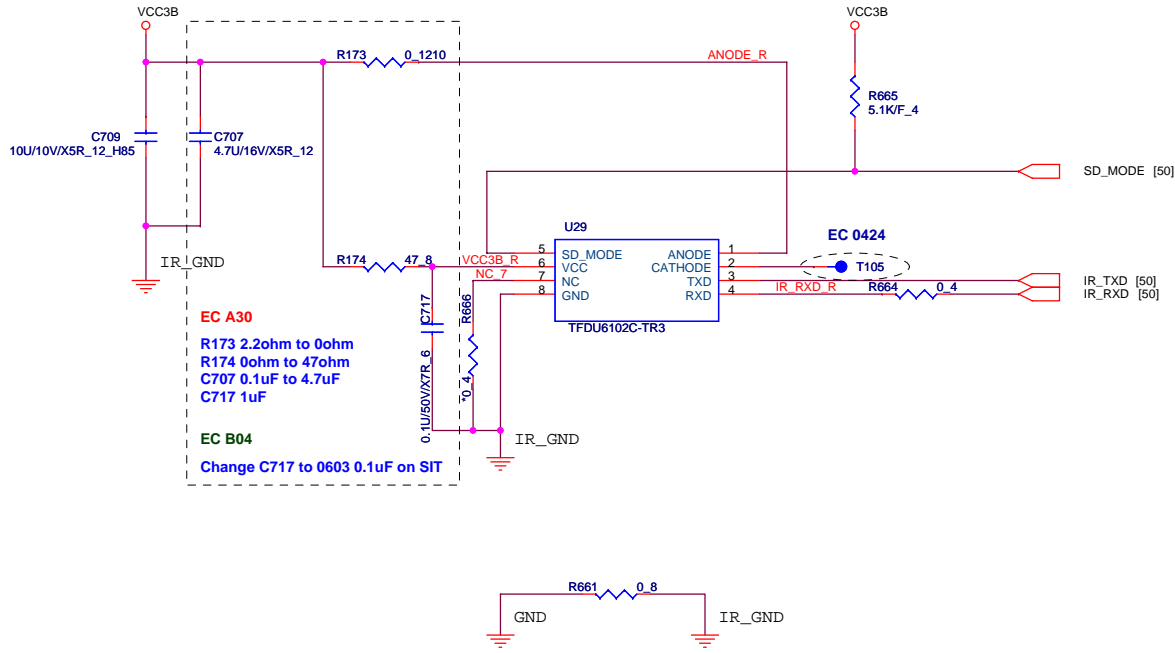 VCC3B
VCC3B
R173
0_1210
ANODE_R
R665
5.1K/F_4
C709
10U/10V/X5R_12_H85
C707
4.7U/16V/X5R_12
SD_MODE [50]
U29
EC 0424
IR_GND
R174
47_8
VCC3B_R
NC_7
5
6
7
8
SD_MODE
VCC
NC
GND
ANODE
CATHODE
TXD
RXD
1
2
3
4
T105
IR_RXD_R
R664
0_4
IR_TXD [50]
IR_RXD [50]
TFDU6102C-TR3
C717
0.1U/50V/X7R_6
R666
*0_4
EC A30
R173 2.2ohm to 0ohm
R174 0ohm to 47ohm
C707 0.1uF to 4.7uF
C717 1uF
EC B04
Change C717 to 0603 0.1uF on SIT
IR_GND
R661
0_8
GND
IR_GND